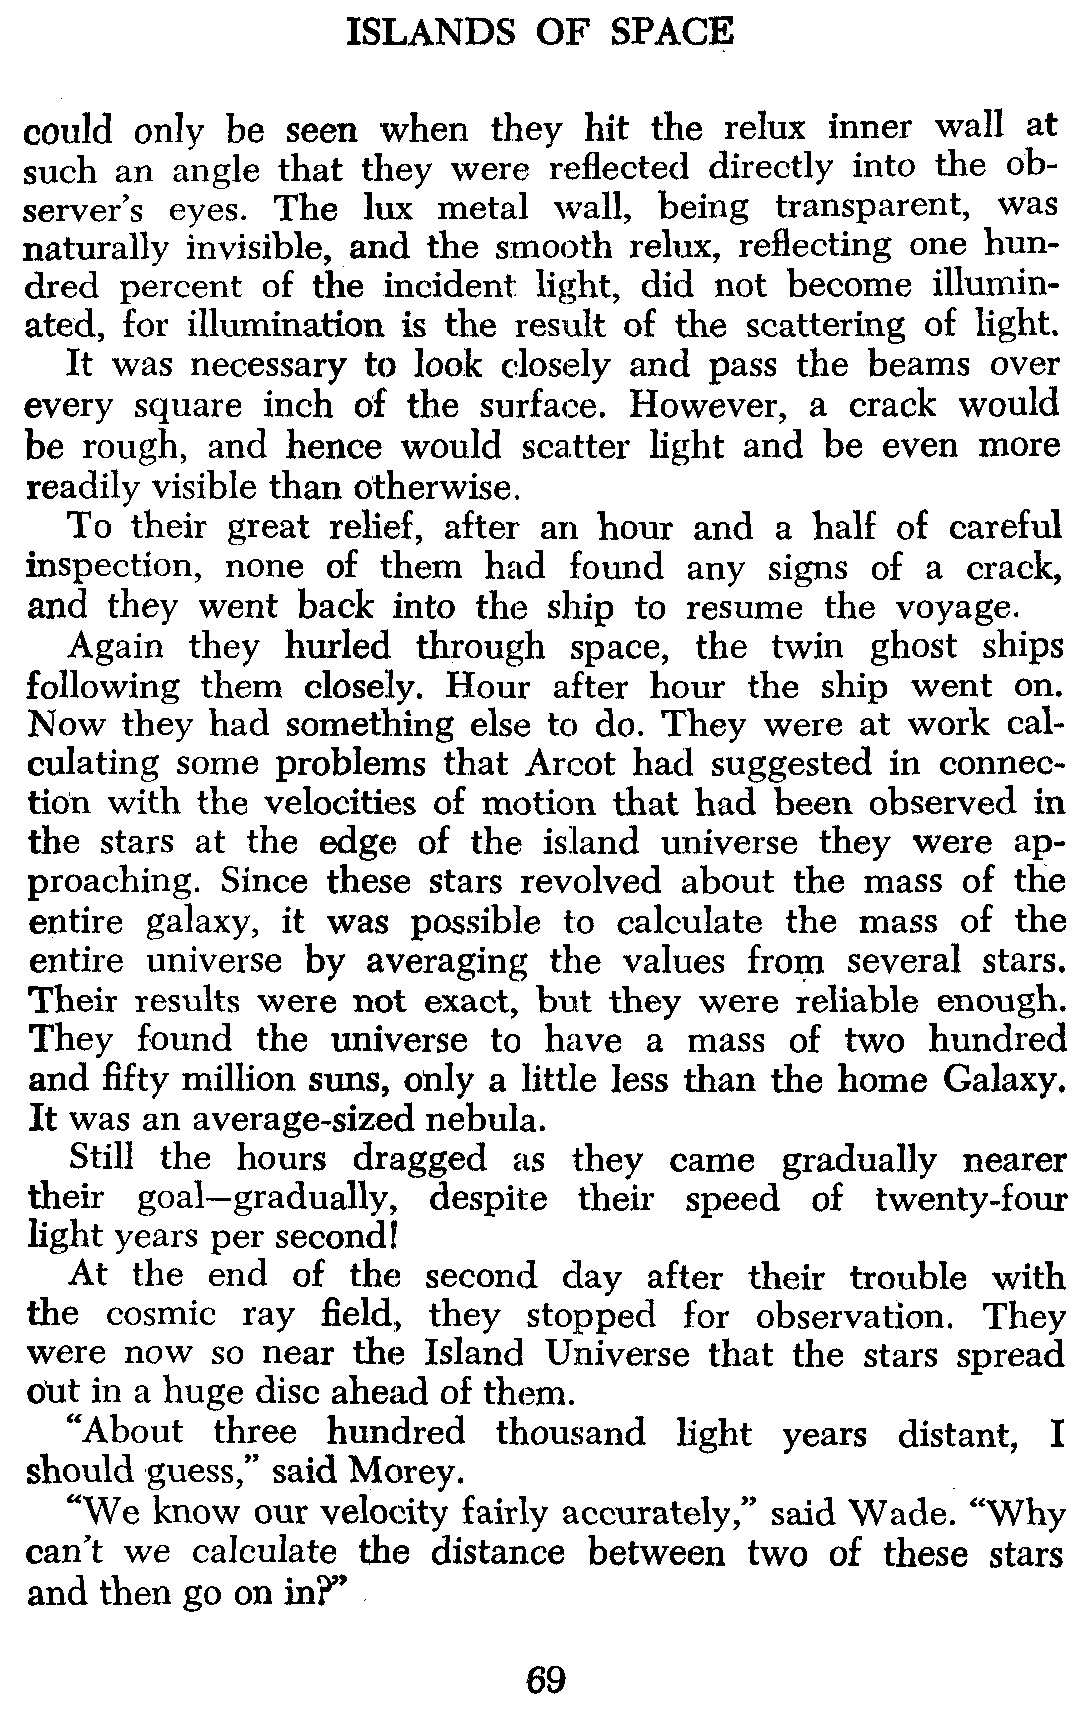 ISLANDS OF SPACE
could only be seen when they hit the relux inner wall at
such an angle that they were reflected directly into the ob-
server's eyes. The lux metal wall, being transparent, was
naturally invisible, and the smooth relux, reflecting one hun-
dred percent of the incident light, did not become illumin-
ated, for illumination is the result of the scattering of light.
It was necessary to look closely and pass the beams over
every square inch of the surface. However, a crack would
be rough, and hence would scatter light and be even more
readily visible than otherwise.
To their great relief, after an hour and a half of careful
inspection, none of them had found any signs of a crack,
and they went back into the ship to resume the voyage.
Again they hurled through space, the twin ghost ships
following them closely. Hour after hour the ship went on.
Now they had something else to do. They were at work cal-
culating some problems that Arcot had suggested in connec-
tion with the velocities of motion that had been observed in
the stars at the edge of the island universe they were ap-
proaching. Since these stars revolved about the mass of the
entire galaxy, it was possible to calculate the mass of the
entire universe by averaging the values from several stars.
Their results were not exact, but they were reliable enough.
They found the universe to have a mass of two hundred
and fifty million suns, only a little less than the home Galaxy.
It was an average-sized nebula.
Still the hours dragged as they came gradually nearer
their goal—gradually, despite their speed of twenty-four
light years per second!
At the end of the second day after their trouble with
the cosmic ray field, they stopped for observation. They
were now so near the Island Universe that the stars spread
out in a huge disc ahead of them.
“About three hundred thousand light years distant, I
should guess,” said Morey.
“We know our velocity fairly accurately,” said Wade. “Why
can't we calculate the distance between two of these stars
and then go on in?”
69